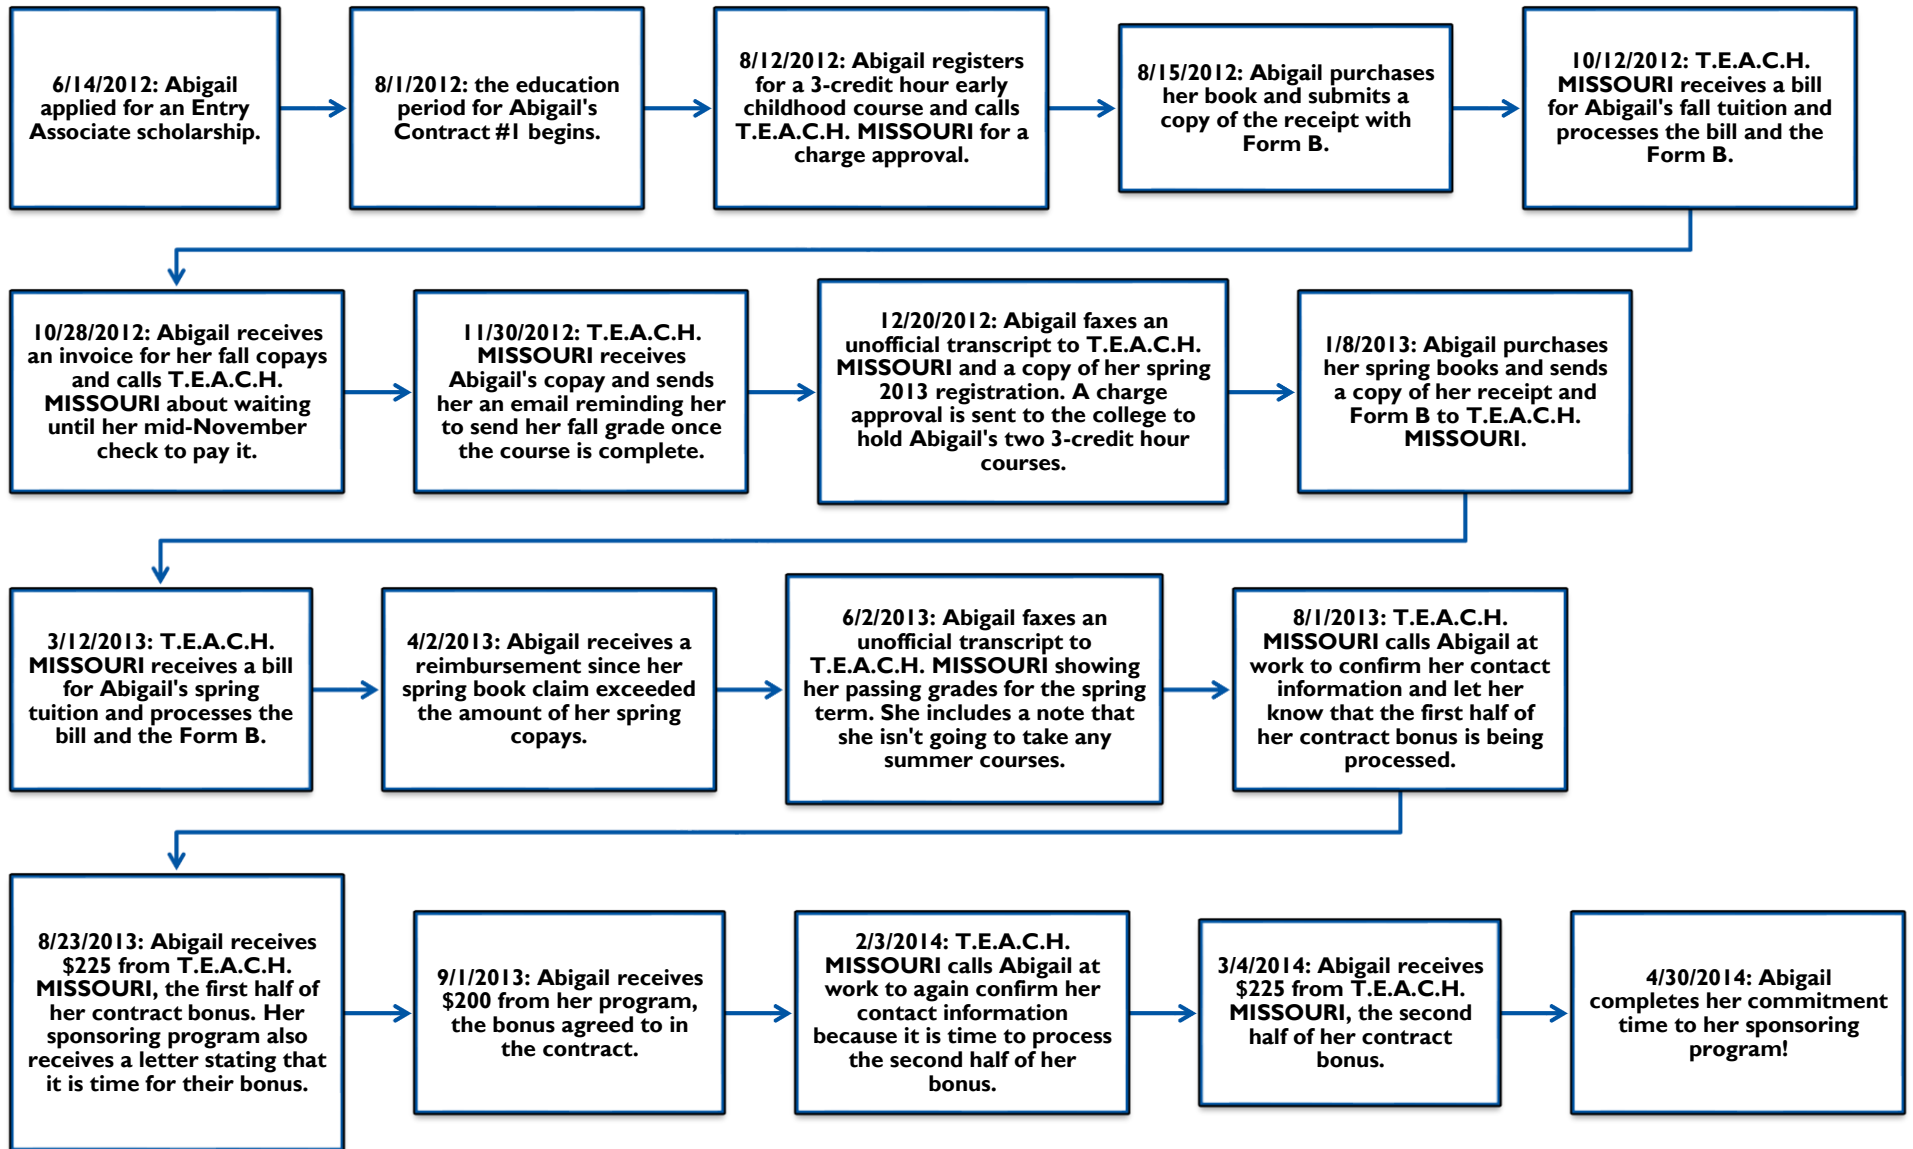 6/14/2012: Abigail
applied for an Entry
Associate scholarship.
8/1/2012: the education
period for Abigail's
Contract #1 begins.
8/12/2012: Abigail registers
for a 3-credit hour early
childhood course and calls
T.E.A.C.H. MISSOURI for a
charge approval.
8/15/2012: Abigail purchases
her book and submits a
copy of the receipt with
Form B.
10/12/2012: T.E.A.C.H.
MISSOURI receives a bill
for Abigail's fall tuition and
processes the bill and the
Form B.
10/28/2012: Abigail receives
an invoice for her fall copays
and calls T.E.A.C.H.
MISSOURI about waiting
until her mid-November
check to pay it.
11/30/2012: T.E.A.C.H.
MISSOURI receives
Abigail's copay and sends
her an email reminding her
to send her fall grade once
the course is complete.
12/20/2012: Abigail faxes an
unofficial transcript to T.E.A.C.H.
MISSOURI and a copy of her spring
2013 registration. A charge
approval is sent to the college to
hold Abigail's two 3-credit hour
courses.
1/8/2013: Abigail purchases
her spring books and sends
a copy of her receipt and
Form B to T.E.A.C.H.
MISSOURI.
3/12/2013: T.E.A.C.H.
MISSOURI receives a bill
for Abigail's spring
tuition and processes the
bill and the Form B.
4/2/2013: Abigail receives a
reimbursement since her
spring book claim exceeded
the amount of her spring
copays.
6/2/2013: Abigail faxes an
unofficial transcript to
T.E.A.C.H. MISSOURI showing
her passing grades for the spring
term. She includes a note that
she isn't going to take any
summer courses.
8/1/2013: T.E.A.C.H.
MISSOURI calls Abigail at
work to confirm her contact
information and let her
know that the first half of
her contract bonus is being
processed.
8/23/2013: Abigail receives
$225 from T.E.A.C.H.
MISSOURI, the first half of
her contract bonus. Her
sponsoring program also
receives a letter stating that
it is time for their bonus.
9/1/2013: Abigail receives
$200 from her program,
the bonus agreed to in
the contract.
2/3/2014: T.E.A.C.H.
MISSOURI calls Abigail at
work to again confirm her
contact information
because it is time to process
the second half of her
bonus.
3/4/2014: Abigail receives
$225 from T.E.A.C.H.
MISSOURI, the second
half of her contract
bonus.
4/30/2014: Abigail
completes her commitment
time to her sponsoring
program!